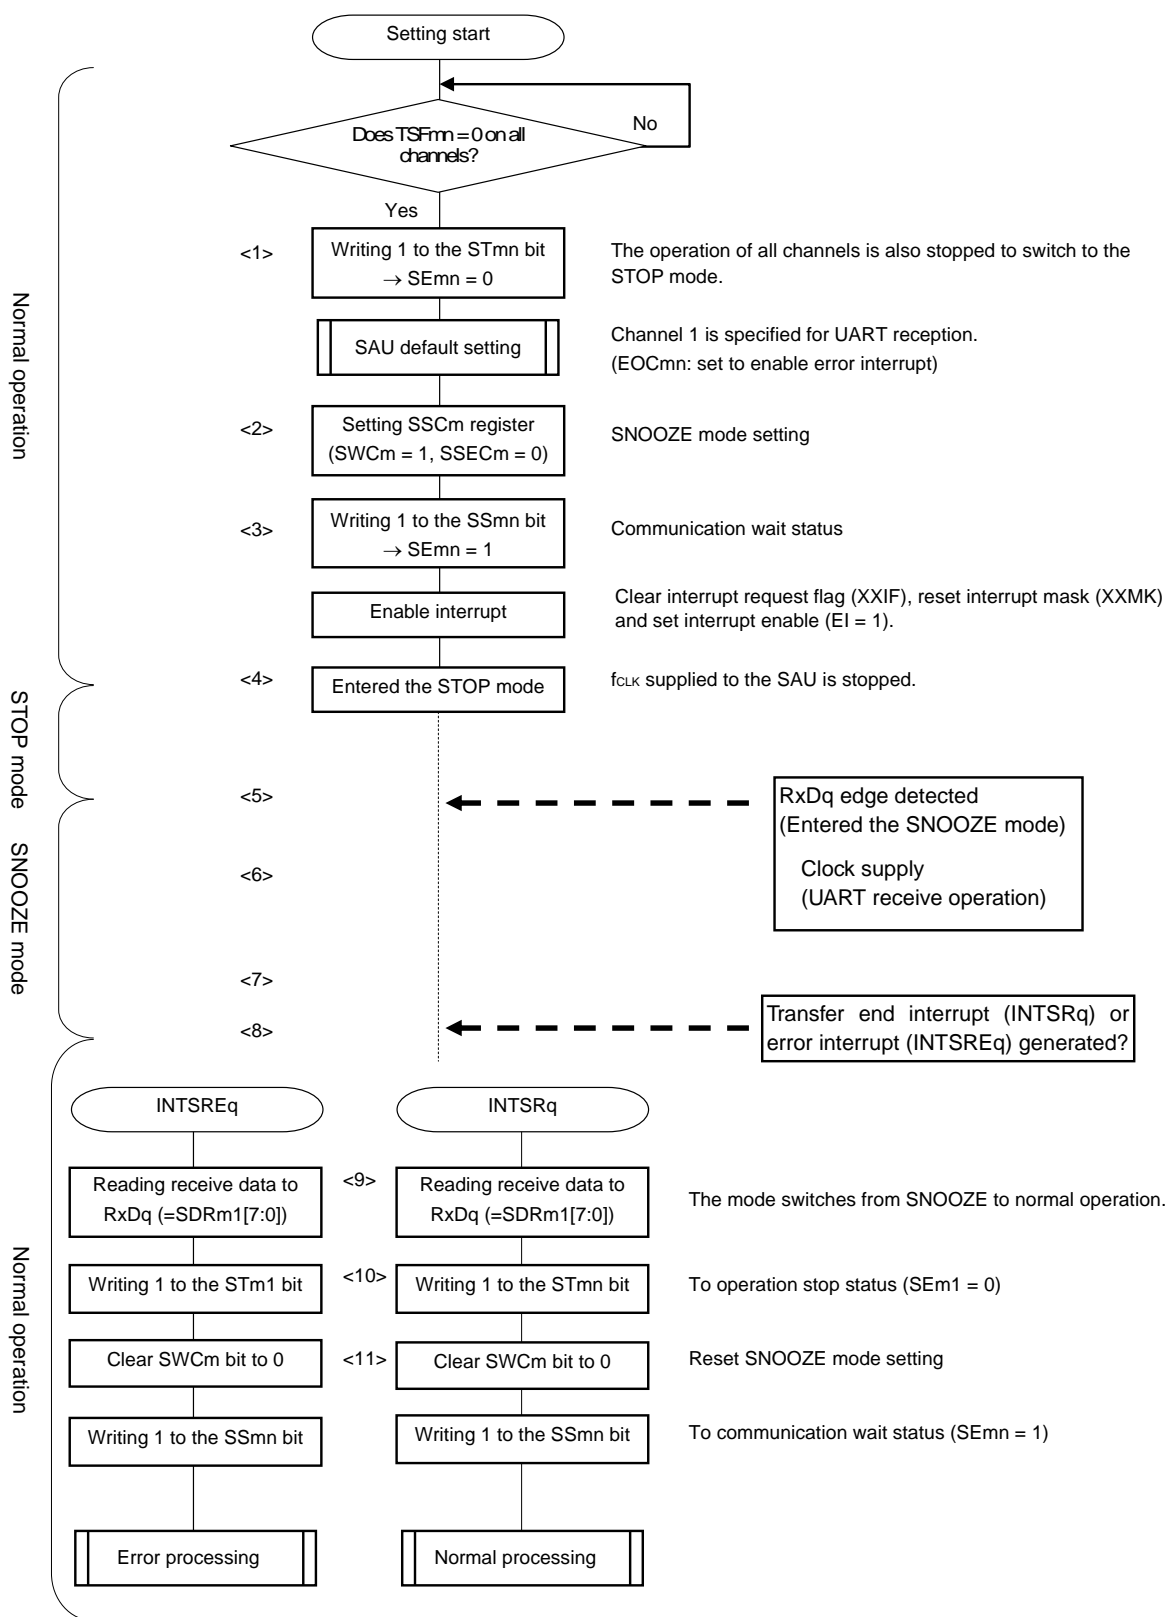 Setting start
No
Does TSFmn = 0 on all
channels?
Yes
<1>
Writing 1 to the STmn bit
→ SEmn = 0
The operation of all channels is also stopped to switch to the
STOP mode.
SAU default setting
Channel 1 is specified for UART reception.
(EOCmn: set to enable error interrupt)
Normal operation
<2>
Setting SSCm register
(SWCm = 1, SSECm = 0)
SNOOZE mode setting
<3>
Writing 1 to the SSmn bit
→ SEmn = 1
Communication wait status
Enable interrupt
Clear interrupt request flag (XXIF), reset interrupt mask (XXMK)
and set interrupt enable (EI = 1).
<4>
Entered the STOP mode
fCLK supplied to the SAU is stopped.
STOP mode
<5>
RxDq edge detected
(Entered the SNOOZE mode)
Clock supply
(UART receive operation)
<6>
SNOOZE mode
<7>
<8>
Transfer end interrupt (INTSRq) or
error interrupt (INTSREq) generated?
INTSREq
INTSRq
Reading receive data to
RxDq (=SDRm1[7:0])
<9>
Reading receive data to
RxDq (=SDRm1[7:0])
The mode switches from SNOOZE to normal operation.
Writing 1 to the STm1 bit
<10>
Writing 1 to the STmn bit
To operation stop status (SEm1 = 0)
Normal operation
Clear SWCm bit to 0
<11>
Clear SWCm bit to 0
Reset SNOOZE mode setting
Writing 1 to the SSmn bit
Writing 1 to the SSmn bit
To communication wait status (SEmn = 1)
Error processing
Normal processing